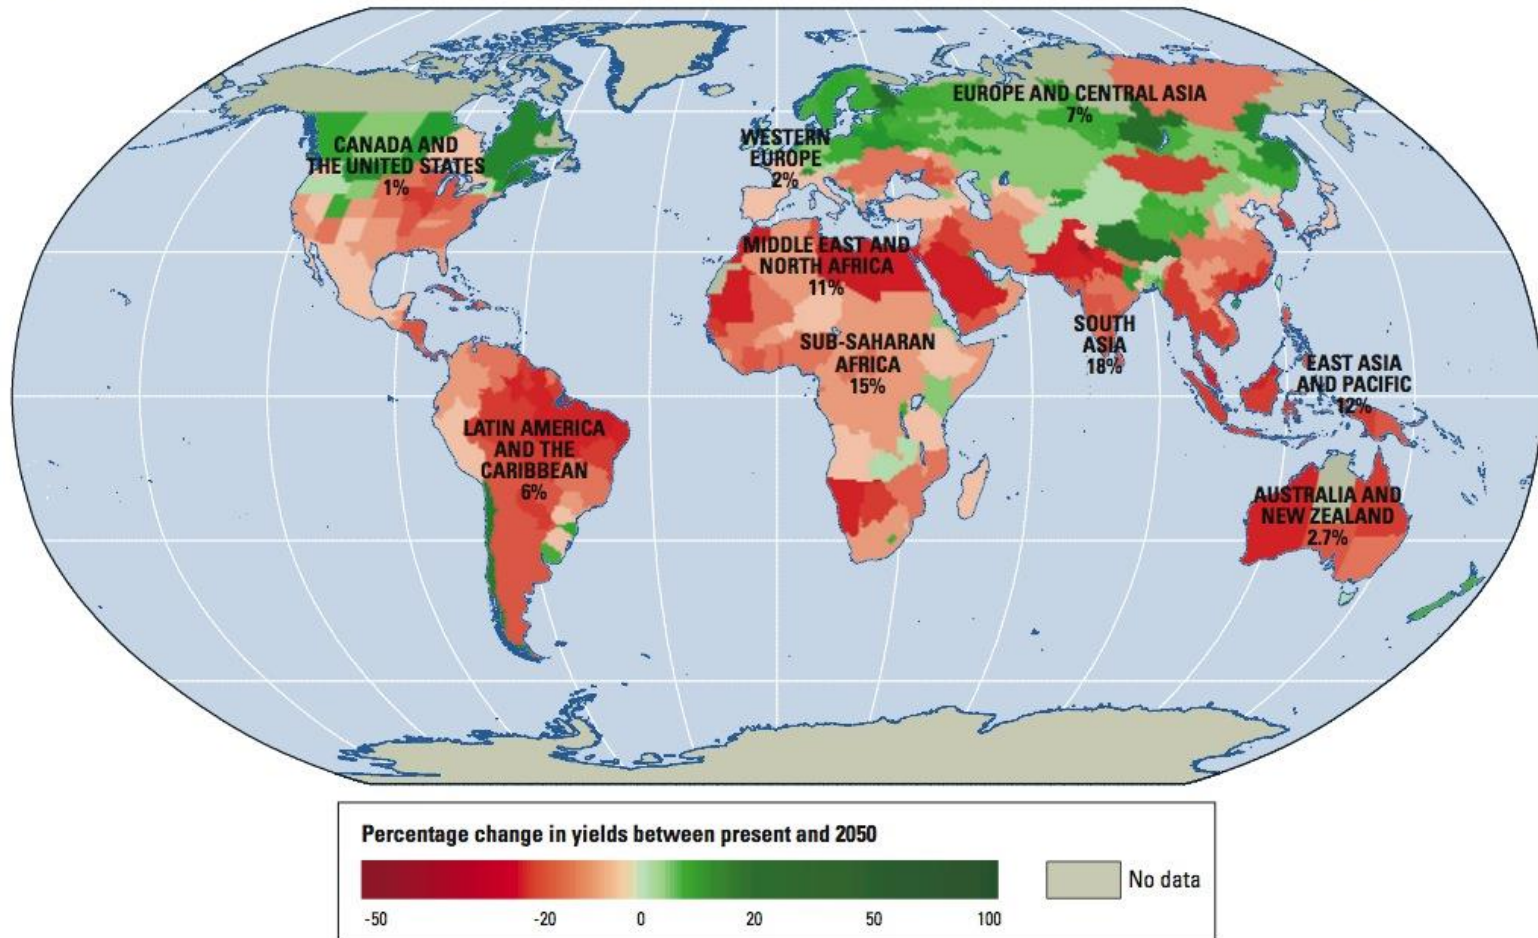 EUROPE AND CENTRAL ASIA
7%
CANADA AND
THE UNITED STATES
1%
WESTERN
EUROPE
2%
MIDDLE EAST AND
NORTH AFRICA
11%
SUB-SAHARAN
AFRICA
15%
SOUTH
ASIA
18%
EAST ASIA
AND PACIFIC
12%
LATIN AMERICA
AND THE
CARIBBEAN
6%
AUSTRALIA AND
NEW ZEALAND
2.7%
Percentage change in yields between present and 2050
-50 -20 0 20 50 100
No data